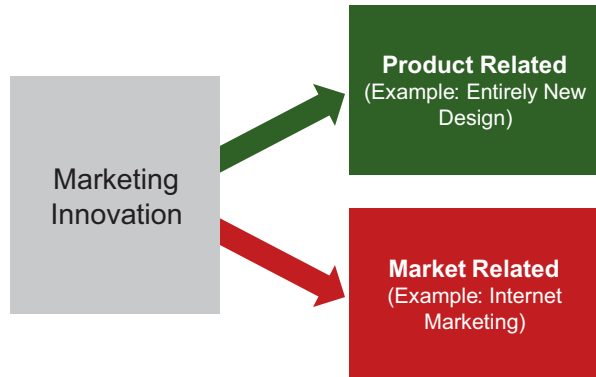 Marketing
Innovation
Product Related
(Example: Entirely New
Design)
Market Related
(Example: Internet
Marketing)